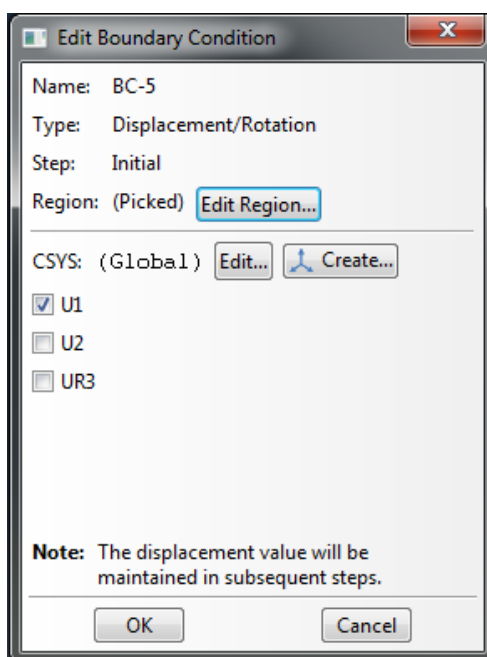 Edit Boundary Condition
Name: BC-5
Type: Displacement/Rotation
Step: Initial
Region: (Picked) Edit Region...
CSYS: (Global) Edit... Create...
U1
U2
UR3
Note: The displacement value will be
maintained in subsequent steps.
OK Cancel